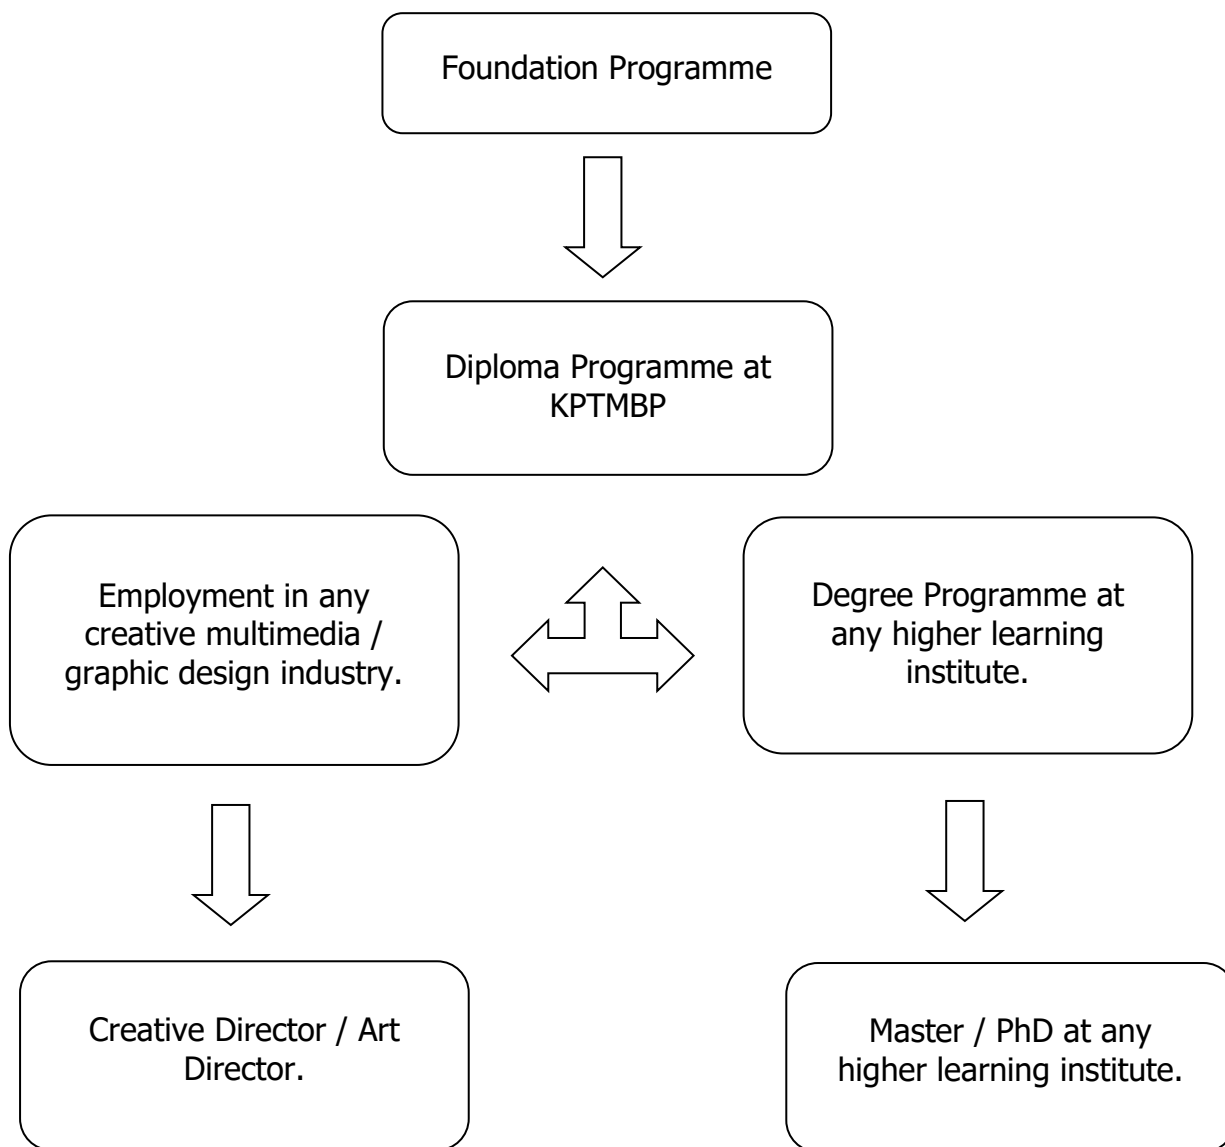 Foundation Programme
Diploma Programme at
KPTMBP
Employment in any
creative multimedia /
graphic design industry.
Degree Programme at
any higher learning
institute.
Creative Director / Art
Director.
Master / PhD at any
higher learning institute.